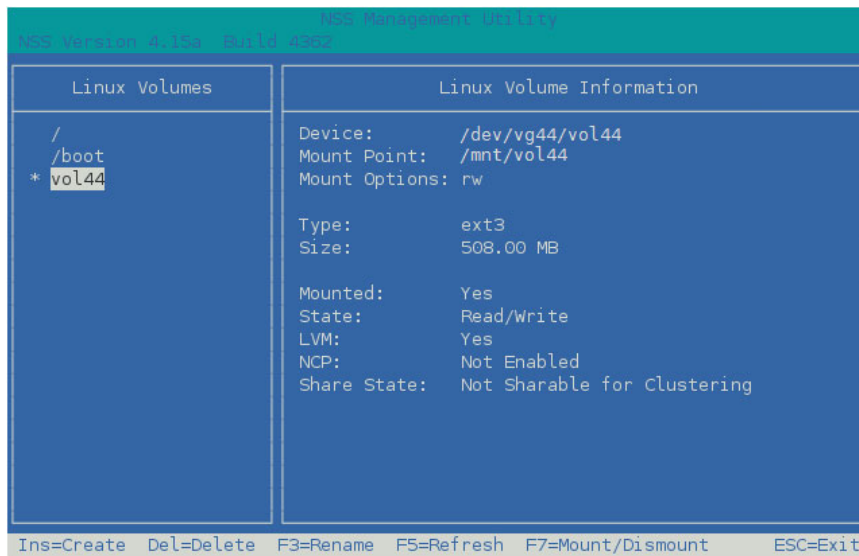 NSS Management Utility
NSS Version 4.15a Build 4362
Linux Volumes
/
/boot
* vol44
Linux Volume Information
Device: /dev/vg44/vol44
Mount Point: /mnt/vol44
Mount Options: rw
Type: ext3
Size: 508.00 MB
Mounted: Yes
State: Read/Write
LVM: Yes
NCP: Not Enabled
Share State: Not Sharable for Clustering
Ins=Create Del=Delete F3=Rename F5=Refresh F7=Mount/Dismount ESC=Exit